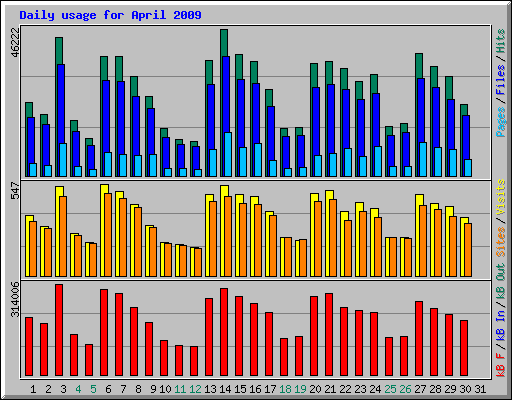 Daily usage for April 2009
46222
Pages / Files / Hits
547
Sites / Visits
314006
kB F / kB In / kB Out
1 2 3 4 5 6 7 8 9 10 11 12 13 14 15 16 17 18 19 20 21 22 23 24 25 26 27 28 29 30 31